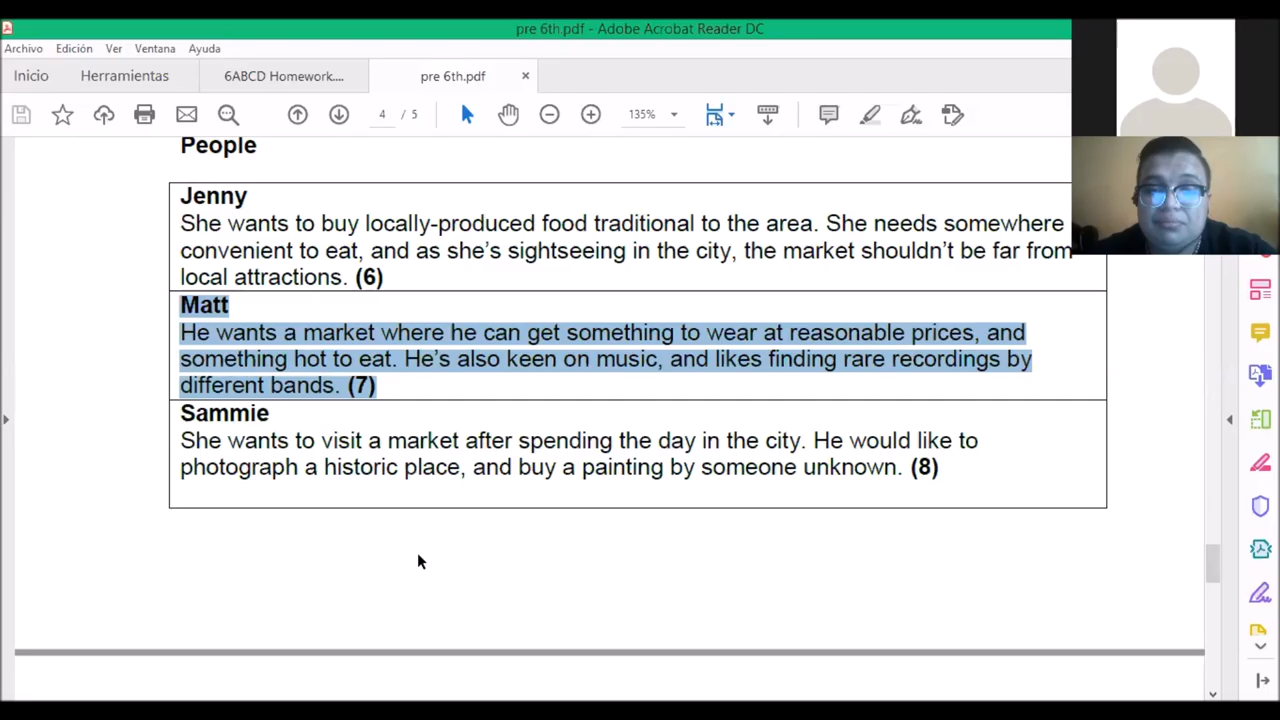 pre 6th.pdf - Adobe Acrobat Reader DC
Archivo Edición Ver Ventana Ayuda
Inicio Herramientas 6ABCD Homework.... pre 6th.pdf ×
4 / 5 135%
People
Jenny
She wants to buy locally-produced food traditional to the area. She needs somewhere
convenient to eat, and as she's sightseeing in the city, the market shouldn't be far from
local attractions. (6)
Matt
He wants a market where he can get something to wear at reasonable prices, and
something hot to eat. He's also keen on music, and likes finding rare recordings by
different bands. (7)
Sammie
She wants to visit a market after spending the day in the city. He would like to
photograph a historic place, and buy a painting by someone unknown. (8)